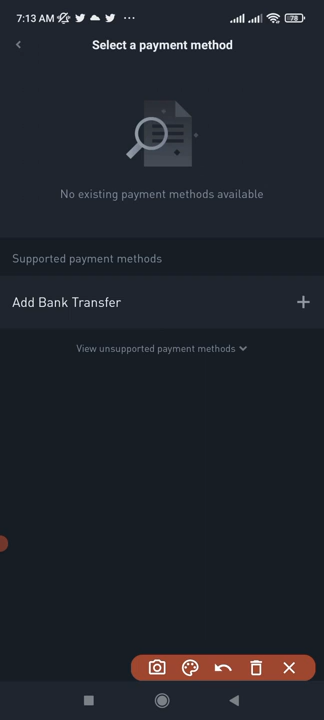 7:13 AM
78
Select a payment method
No existing payment methods available
Supported payment methods
Add Bank Transfer
View unsupported payment methods